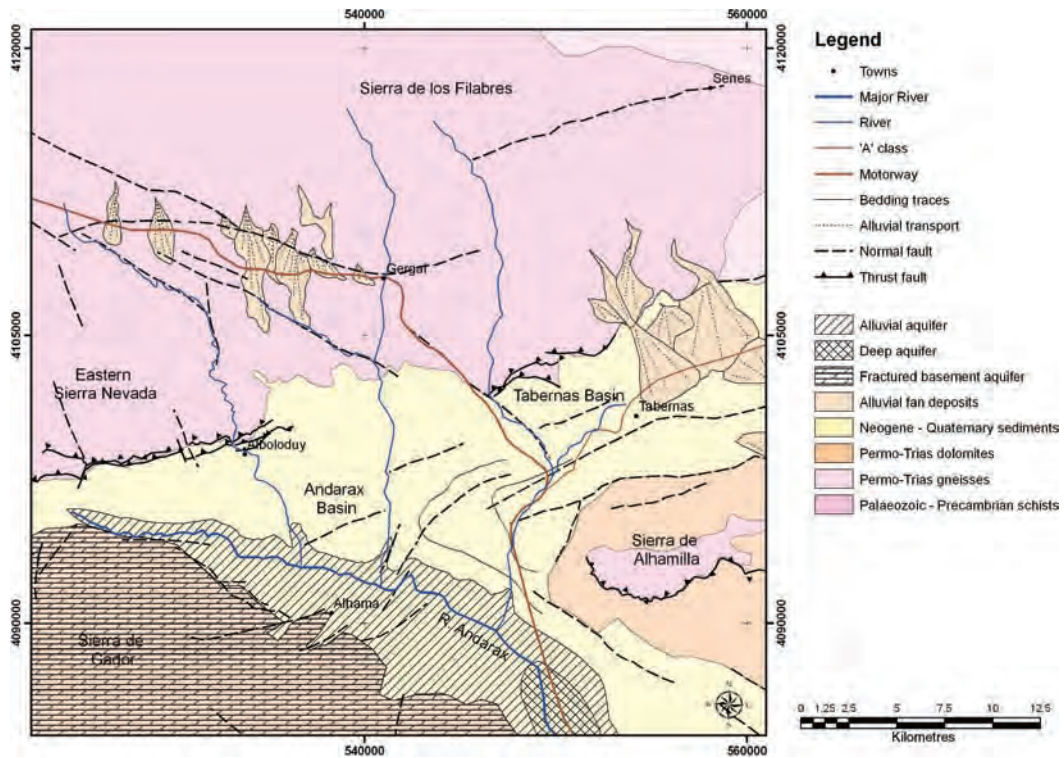 540000
560000
4120000
4120000
Sierra de los Filabres
Senes
Gergal
4105000
4105000
Eastern
Sierra Nevada
Tabernas Basin
Tabernas
Alboloduy
Andarax
Basin
Sierra de
Alhamilla
Alhama
R. Andarax
4090000
4090000
Sierra de
Gador
N
540000
560000
Legend
Towns
Major River
River
'A' class
Motorway
Bedding traces
Alluvial transport
Normal fault
Thrust fault
Alluvial aquifer
Deep aquifer
Fractured basement aquifer
Alluvial fan deposits
Neogene - Quaternary sediments
Permo-Trias dolomites
Permo-Trias gneisses
Palaeozoic - Precambrian schists
0 1.25 2.5 5 7.5 10 12.5
Kilometres